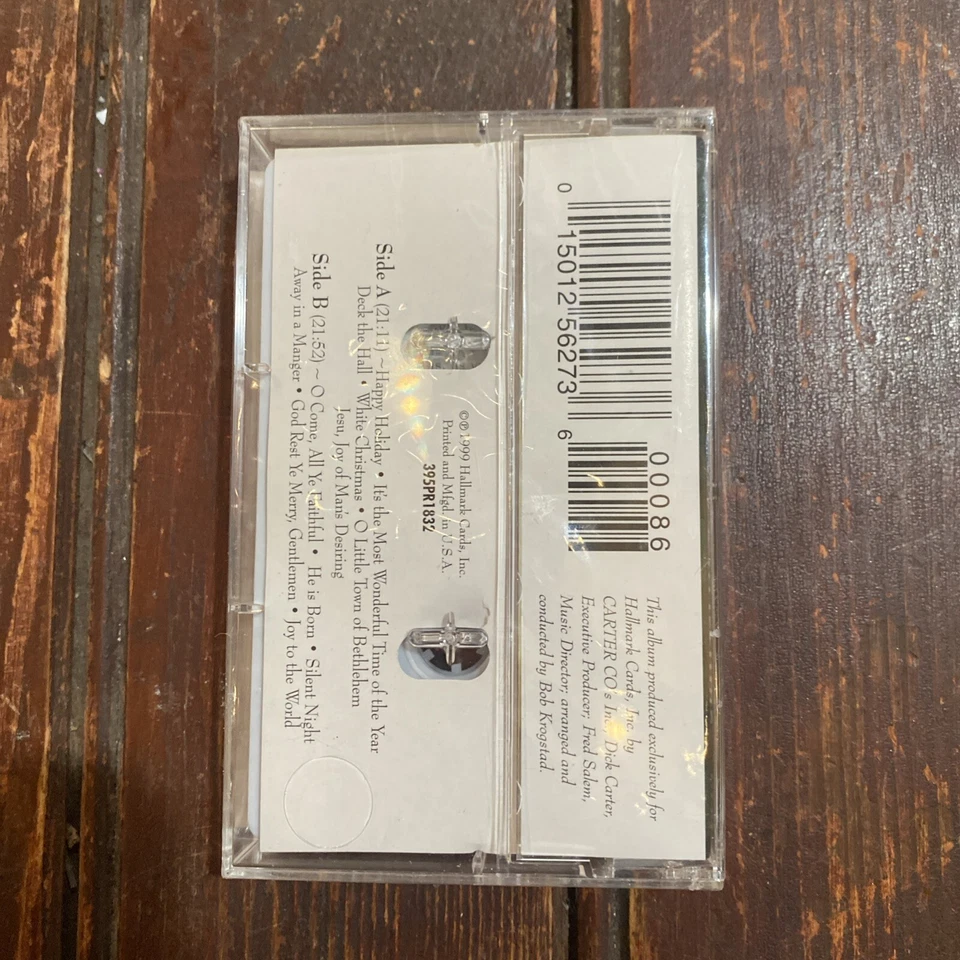 0 15012 56273 6
00086
This album produced exclusively for
Hallmark Cards, Inc. by
CARTER CO's Inc., Dick Carter,
Executive Producer; Fred Salem,
Music Director; arranged and
conducted by Bob Krogstad.
©℗ 1999 Hallmark Cards, Inc.
Printed and Mfgd. in U.S.A.
395PR1832
Side A (21:11) ~ Happy Holiday • It's the Most Wonderful Time of the Year
Deck the Hall • White Christmas • O Little Town of Bethlehem
Jesu, Joy of Man's Desiring
Side B (21:52) ~ O Come, All Ye Faithful • He is Born • Silent Night
Away in a Manger • God Rest Ye Merry, Gentlemen • Joy to the World